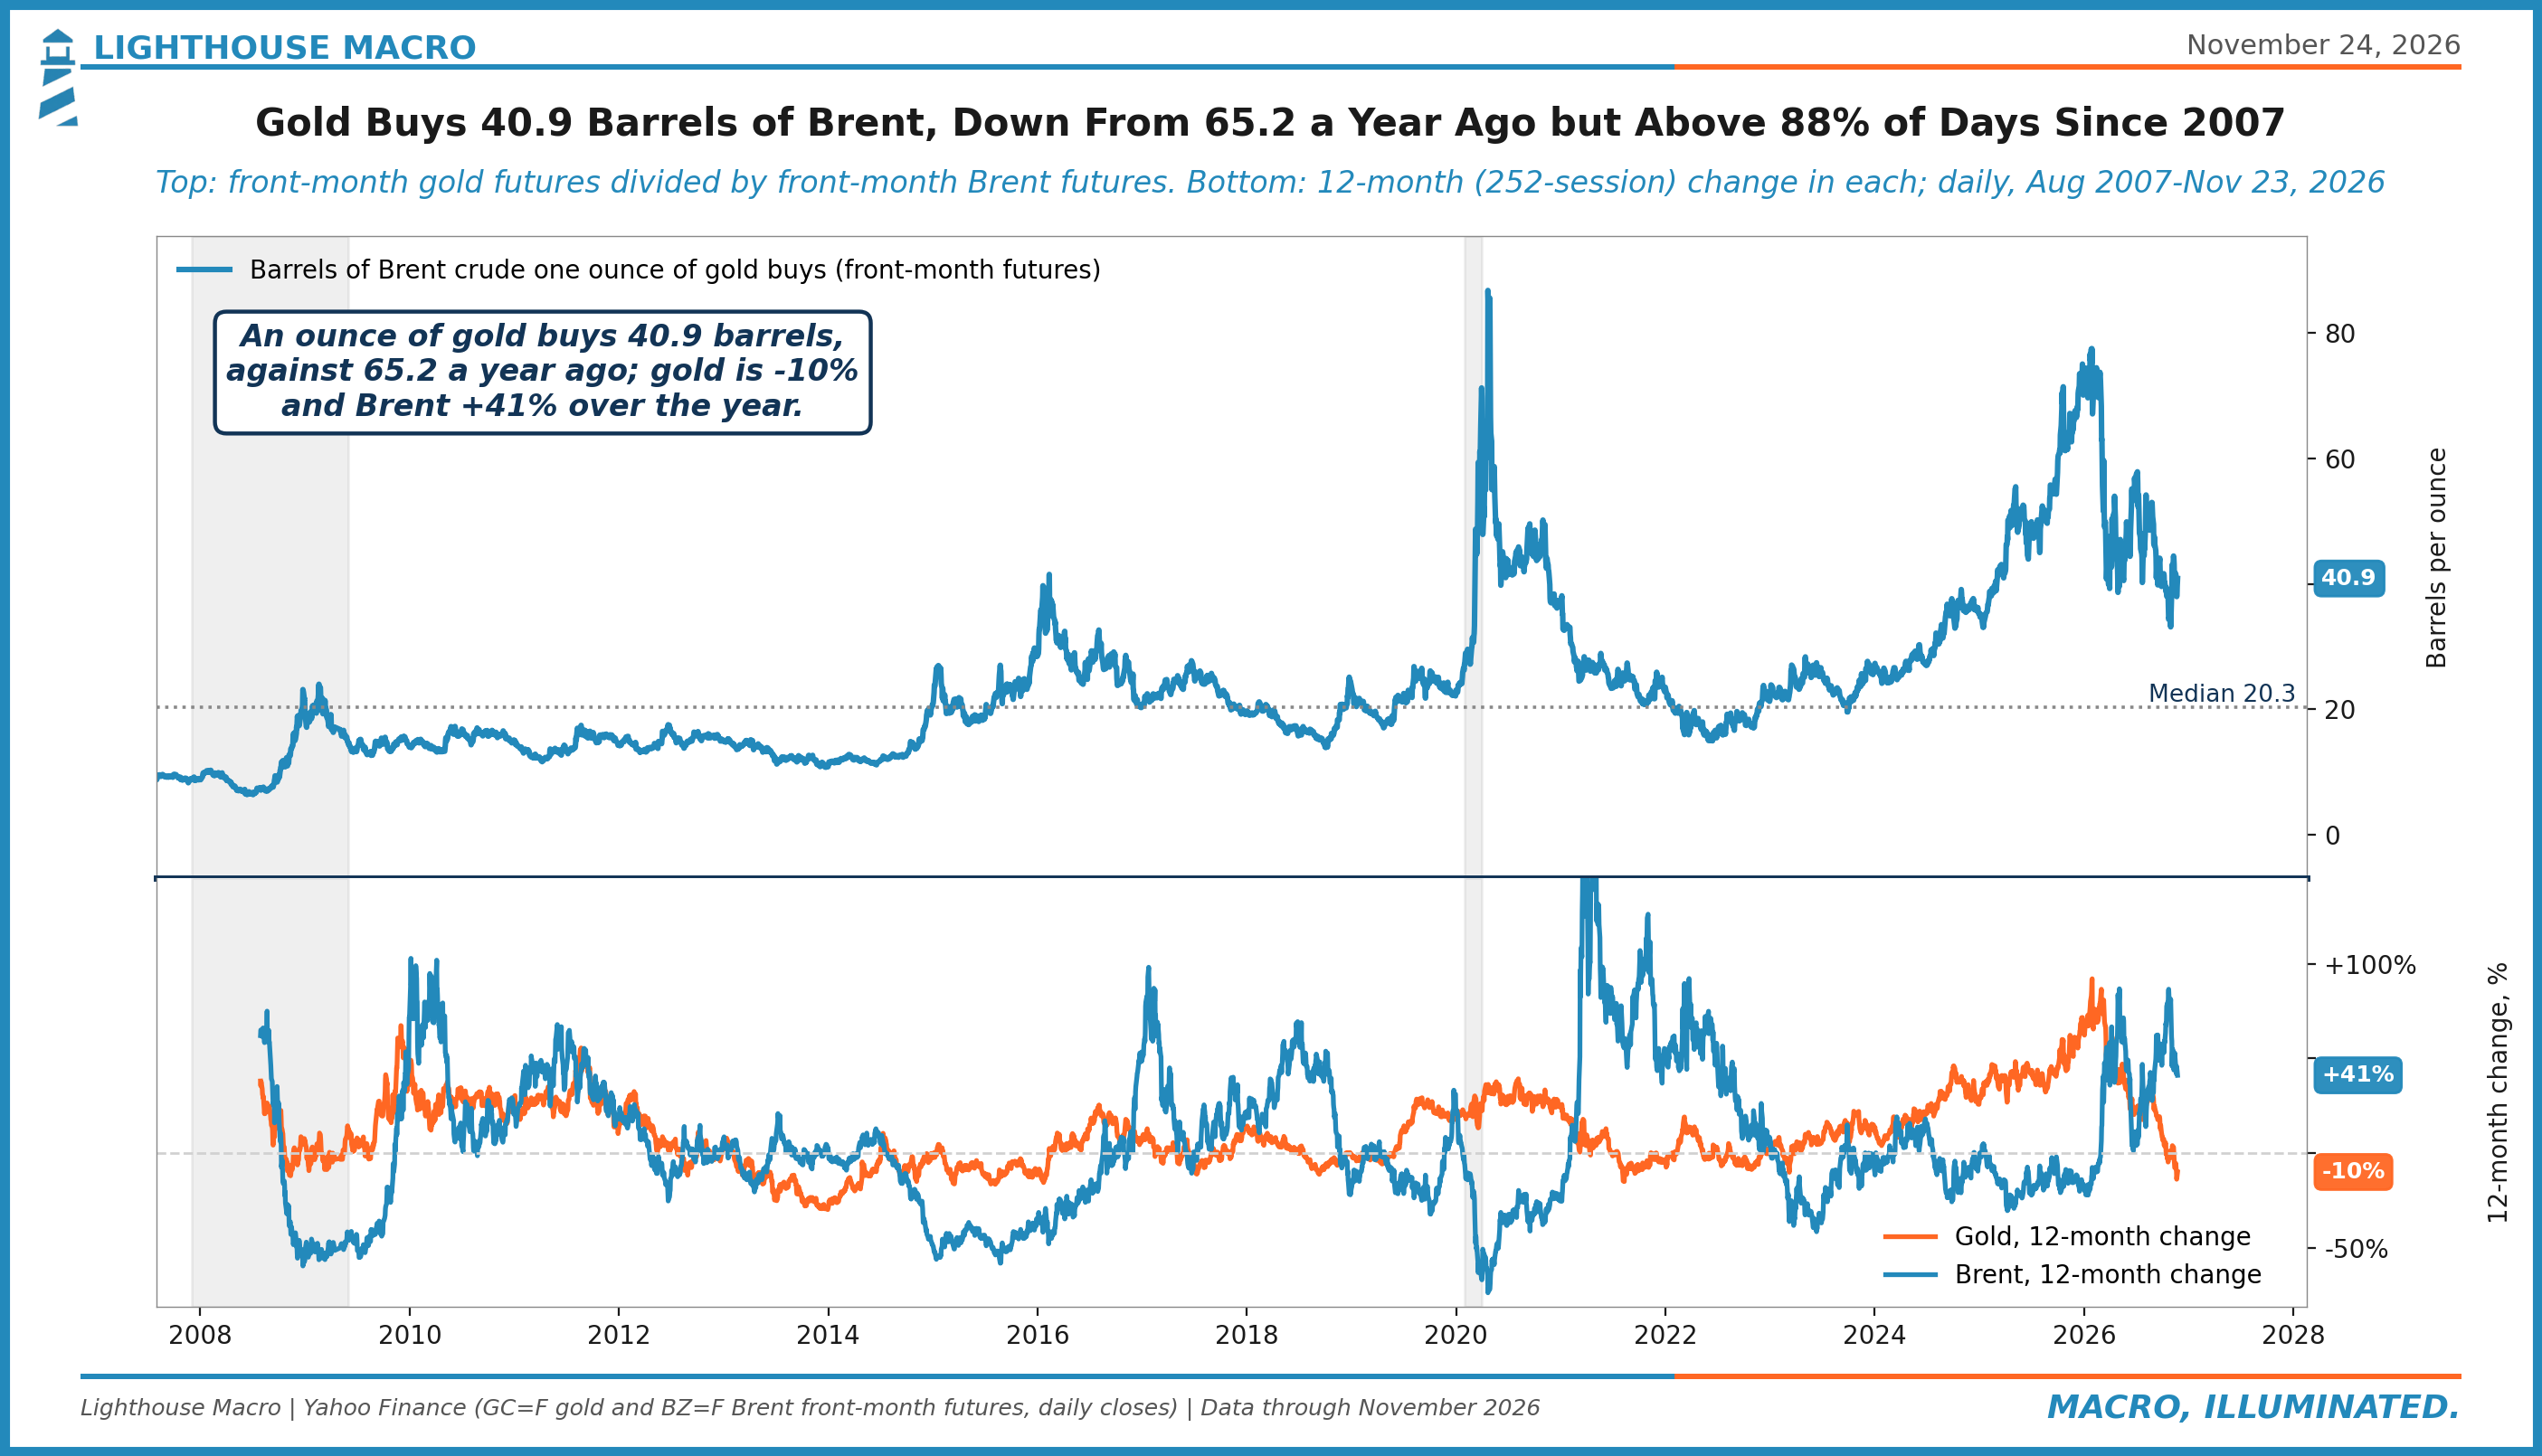 LIGHTHOUSE MACRO
November 24, 2026
Gold Buys 40.9 Barrels of Brent, Down From 65.2 a Year Ago but Above 88% of Days Since 2007
Top: front-month gold futures divided by front-month Brent futures. Bottom: 12-month (252-session) change in each; daily, Aug 2007-Nov 23, 2026
Barrels of Brent crude one ounce of gold buys (front-month futures)
An ounce of gold buys 40.9 barrels,
against 65.2 a year ago; gold is -10%
and Brent +41% over the year.
80
60
40.9
Median 20.3
20
0
Barrels per ounce
+100%
+41%
-10%
-50%
12-month change, %
Gold, 12-month change
Brent, 12-month change
2008
2010
2012
2014
2016
2018
2020
2022
2024
2026
2028
Lighthouse Macro | Yahoo Finance (GC=F gold and BZ=F Brent front-month futures, daily closes) | Data through November 2026
MACRO, ILLUMINATED.